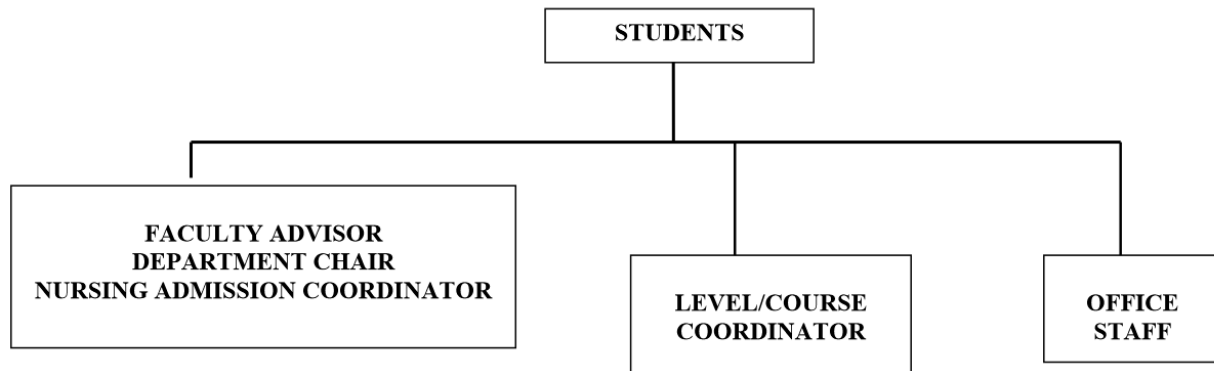 STUDENTS
FACULTY ADVISOR
DEPARTMENT CHAIR
NURSING ADMISSION COORDINATOR
LEVEL/COURSE
COORDINATOR
OFFICE
STAFF